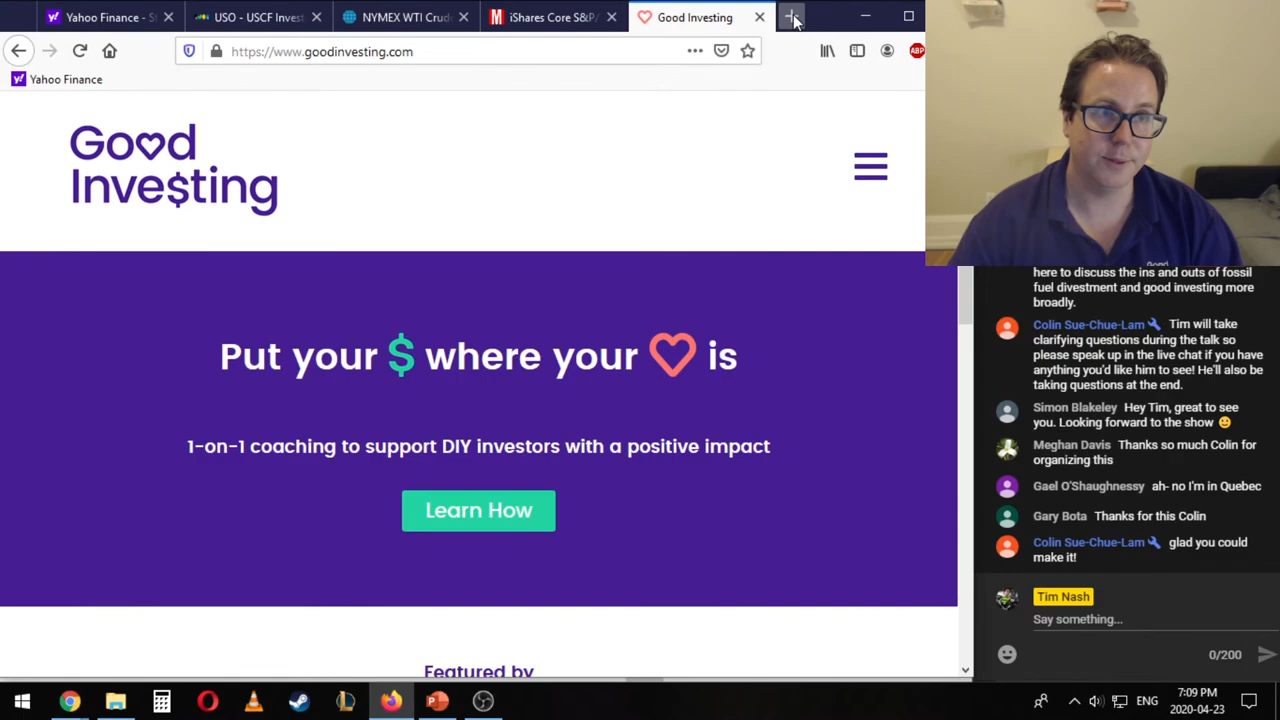 Yahoo Finance - St
USO - USCF Invest
NYMEX WTI Crude
iShares Core S&P/
Good Investing
https://www.goodinvesting.com
ABP
Yahoo Finance
Good
Inve$ting
Put your $ where your is
1-on-1 coaching to support DIY investors with a positive impact
Learn How
Featured by
here to discuss the ins and outs of fossil
fuel divestment and good investing more
broadly.
Colin Sue-Chue-Lam Tim will take
clarifying questions during the talk so
please speak up in the live chat if you have
anything you'd like him to see! He'll also be
taking questions at the end.
Simon Blakeley Hey Tim, great to see
you. Looking forward to the show
Meghan Davis Thanks so much Colin for
organizing this
Gael O'Shaughnessy ah- no I'm in Quebec
Gary Bota Thanks for this Colin
Colin Sue-Chue-Lam glad you could
make it!
Tim Nash
Say something...
0/200
ENG
7:09 PM
2020-04-23